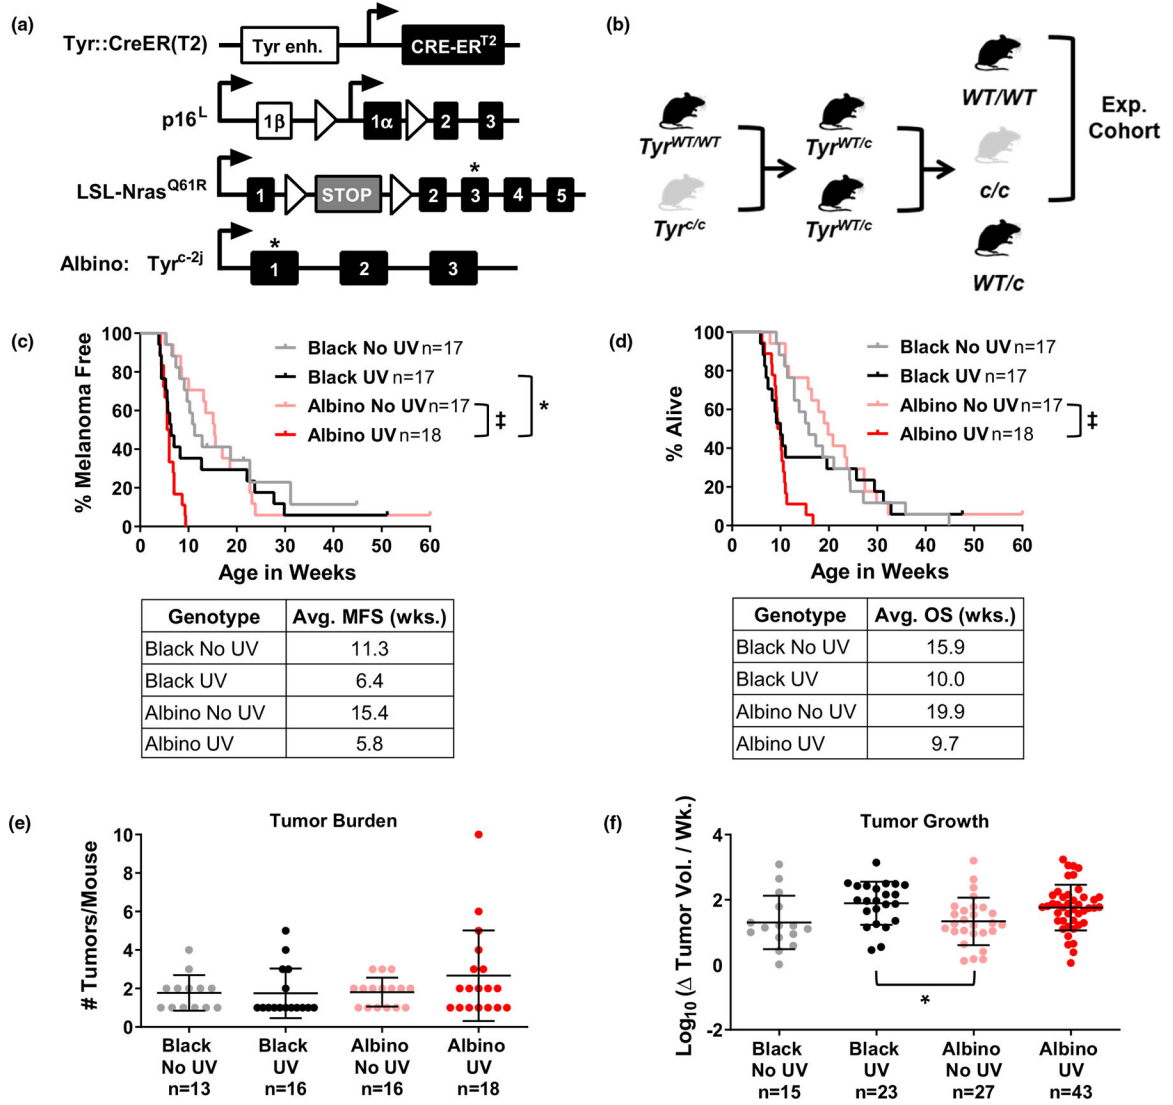 (a)
Tyr::CreER(T2)
Tyr enh.
CRE-ER^T2
p16^L
1β
1α
2
3
LSL-Nras^Q61R
1
STOP
2
*
3
4
5
Albino: Tyr^c-2j
*
1
2
3
(b)
Tyr^WT/WT
Tyr^c/c
Tyr^WT/c
Tyr^WT/c
WT/WT
c/c
WT/c
Exp.
Cohort
(c)
% Melanoma Free
100
80
60
40
20
0
0 10 20 30 40 50 60
Age in Weeks
Black No UV n=17
Black UV n=17
Albino No UV n=17
Albino UV n=18
‡
*
Genotype Avg. MFS (wks.)
Black No UV 11.3
Black UV 6.4
Albino No UV 15.4
Albino UV 5.8
(d)
% Alive
100
80
60
40
20
0
0 10 20 30 40 50 60
Age in Weeks
Black No UV n=17
Black UV n=17
Albino No UV n=17
Albino UV n=18
‡
Genotype Avg. OS (wks.)
Black No UV 15.9
Black UV 10.0
Albino No UV 19.9
Albino UV 9.7
(e)
Tumor Burden
# Tumors/Mouse
10
8
6
4
2
0
Black No UV n=13
Black UV n=16
Albino No UV n=16
Albino UV n=18
(f)
Tumor Growth
Log10 (Δ Tumor Vol. / Wk.)
4
2
0
-2
*
Black No UV n=15
Black UV n=23
Albino No UV n=27
Albino UV n=43